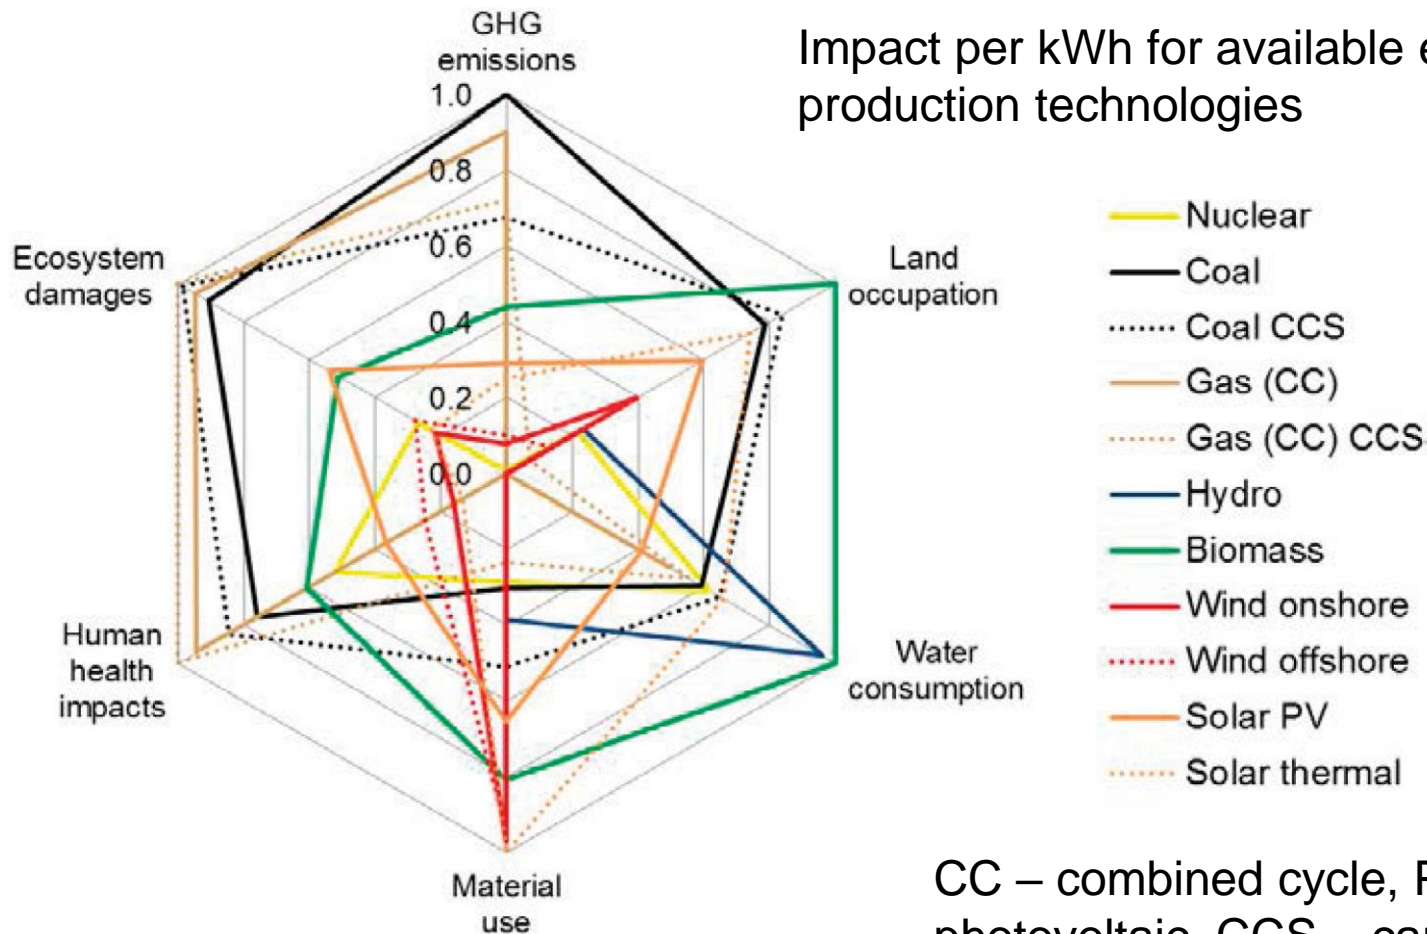 GHG
emissions
Impact per kWh for available
production technologies
1.0
0.8
0.6
0.4
0.2
0.0
Ecosystem
damages
Land
occupation
Human
health
impacts
Water
consumption
Material
use
Nuclear
Coal
Coal CCS
Gas (CC)
Gas (CC) CCS
Hydro
Biomass
Wind onshore
Wind offshore
Solar PV
Solar thermal
CC – combined cycle,